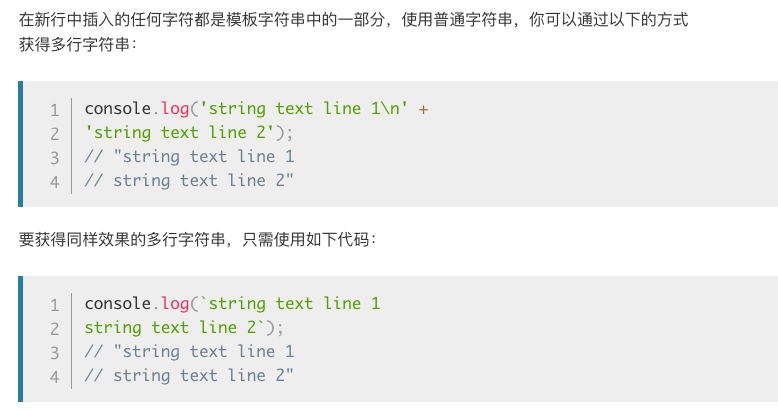 在新行中插入的任何字符都是模板字符串中的一部分，使用普通字符串，你可以通过以下的方式
获得多行字符串：
1 console.log('string text line 1\n' +
2 'string text line 2');
3 // "string text line 1
4 // string text line 2"
要获得同样效果的多行字符串，只需使用如下代码：
1 console.log(`string text line 1
2 string text line 2`);
3 // "string text line 1
4 // string text line 2"